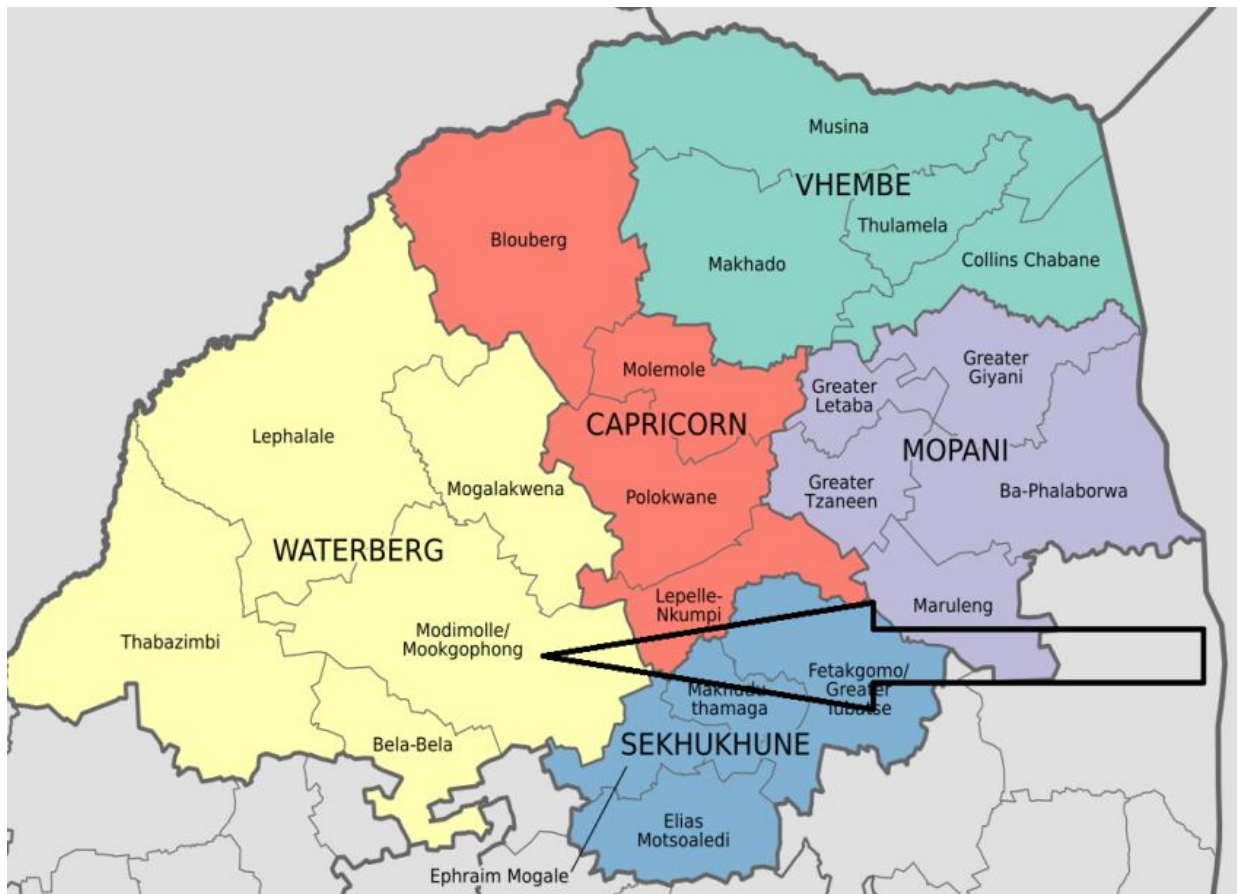 Musina
VHEMBE
Thulamela
Blouberg
Makhado
Collins Chabane
Molemole
Greater
Letaba
Greater
Giyani
CAPRICORN
Lephalale
MOPANI
Mogalakwena
Polokwane
Greater
Tzaneen
Ba-Phalaborwa
WATERBERG
Lepelle-
Nkumpi
Maruleng
Thabazimbi
Modimolle/
Mookgophong
Fetakgomo/
Greater
Tubatse
Makhudu
thamaga
Bela-Bela
SEKHUKHUNE
Elias
Motsoaledi
Ephraim Mogale